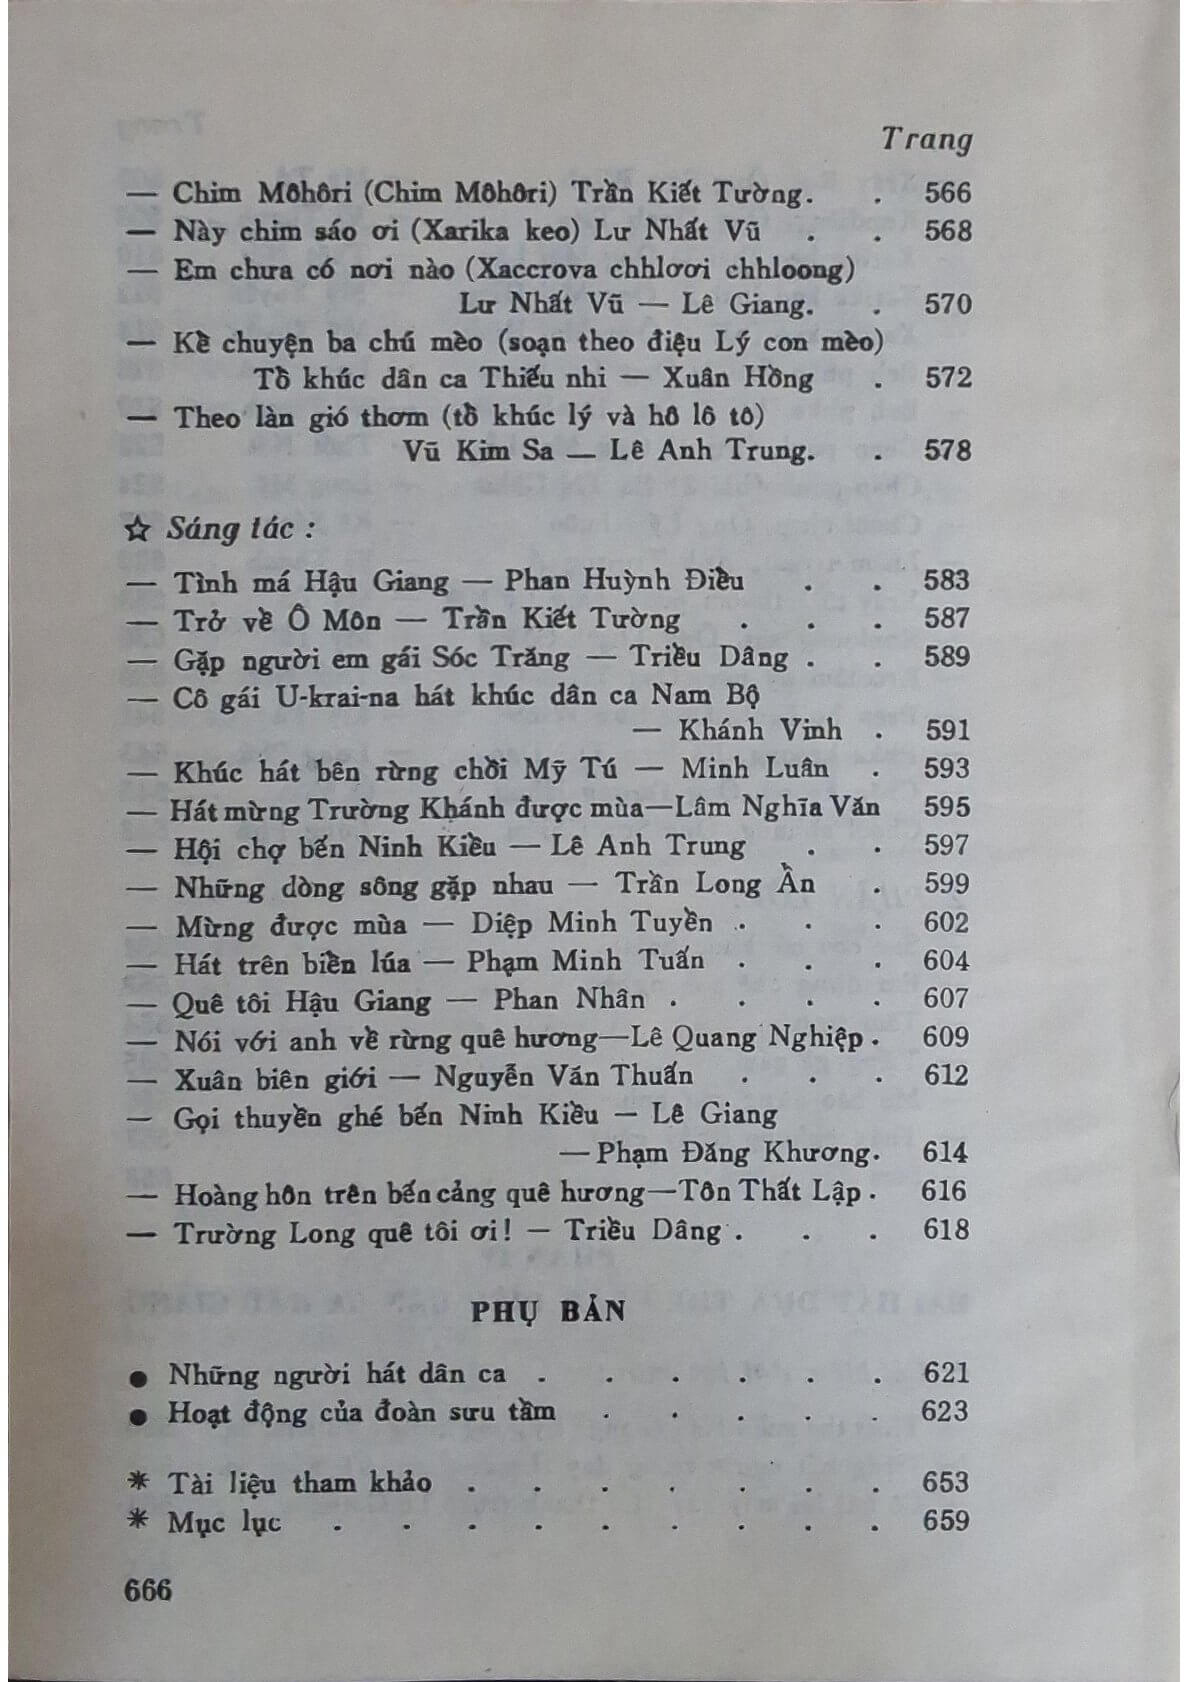 Trang
— Chim Môhôri (Chim Môhôri) Trần Kiết Tường. . 566
— Này chim sáo ơi (Xarika keo) Lư Nhất Vũ . . 568
— Em chưa có nơi nào (Xaccrova chhlơơi chhloong)
Lư Nhất Vũ — Lê Giang. . 570
— Kể chuyện ba chú mèo (soạn theo điệu Lý con mèo)
Tổ khúc dân ca Thiếu nhi — Xuân Hồng . 572
— Theo làn gió thơm (tổ khúc lý và hô lô tô)
Vũ Kim Sa — Lê Anh Trung. . 578
☆ Sáng tác :
— Tình má Hậu Giang — Phan Huỳnh Điều . . 583
— Trở về Ô Môn — Trần Kiết Tường . . . 587
— Gặp người em gái Sóc Trăng — Triều Dâng . . 589
— Cô gái U-krai-na hát khúc dân ca Nam Bộ
— Khánh Vinh . 591
— Khúc hát bên rừng chồi Mỹ Tú — Minh Luân . 593
— Hát mừng Trường Khánh được mùa—Lâm Nghĩa Văn 595
— Hội chợ bến Ninh Kiều — Lê Anh Trung . . 597
— Những dòng sông gặp nhau — Trần Long Ẩn . 599
— Mừng được mùa — Diệp Minh Tuyền . . . 602
— Hát trên biển lúa — Phạm Minh Tuấn . . . 604
— Quê tôi Hậu Giang — Phan Nhân . . . . 607
— Nói với anh về rừng quê hương—Lê Quang Nghiệp . 609
— Xuân biên giới — Nguyễn Văn Thuấn . . . 612
— Gọi thuyền ghé bến Ninh Kiều — Lê Giang
—Phạm Đăng Khương. 614
— Hoàng hôn trên bến cảng quê hương—Tôn Thất Lập . 616
— Trường Long quê tôi ơi! — Triều Dâng . . . 618
PHỤ BẢN
● Những người hát dân ca . . . . . . 621
● Hoạt động của đoàn sưu tầm . . . . . 623
* Tài liệu tham khảo . . . . . . . 653
* Mục lục . . . . . . . . . 659
666